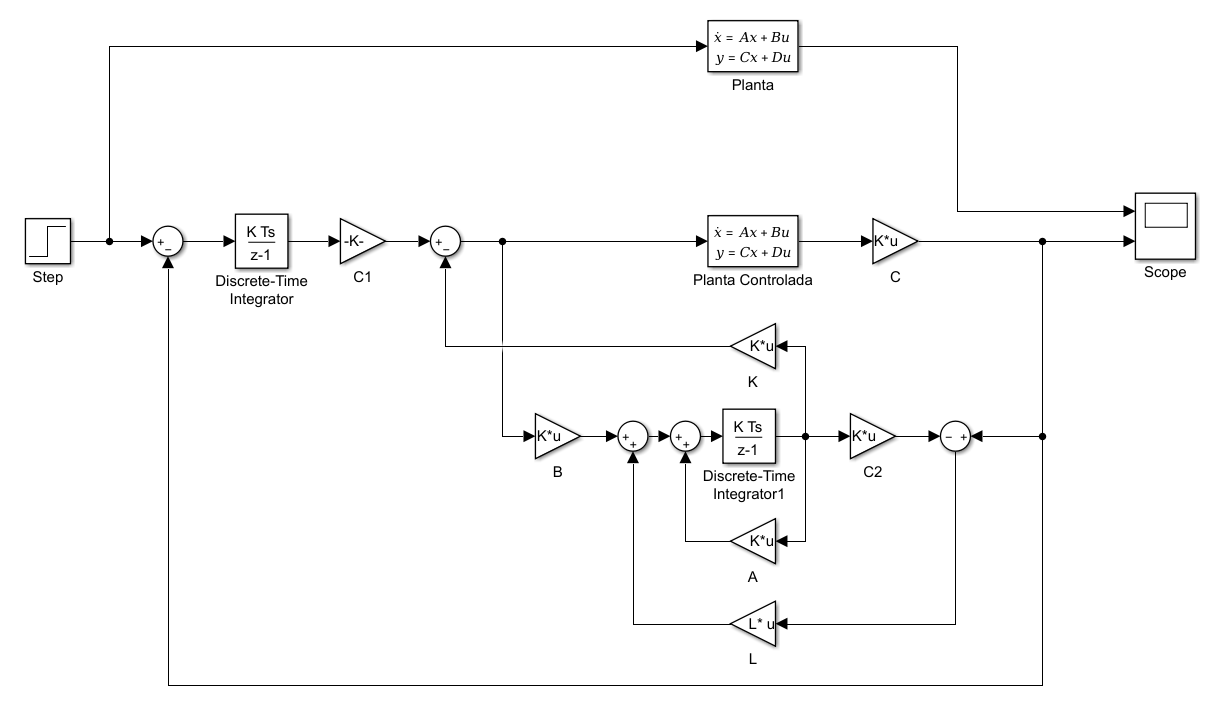 ẋ = Ax + Bu
y = Cx + Du
Planta
Step
+
−
K Ts
z-1
Discrete-Time
Integrator
-K-
C1
+
−
ẋ = Ax + Bu
y = Cx + Du
Planta Controlada
K*u
C
Scope
K*u
K
K*u
B
+
+
+
+
K Ts
z-1
Discrete-Time
Integrator1
K*u
C2
− +
K*u
A
L* u
L